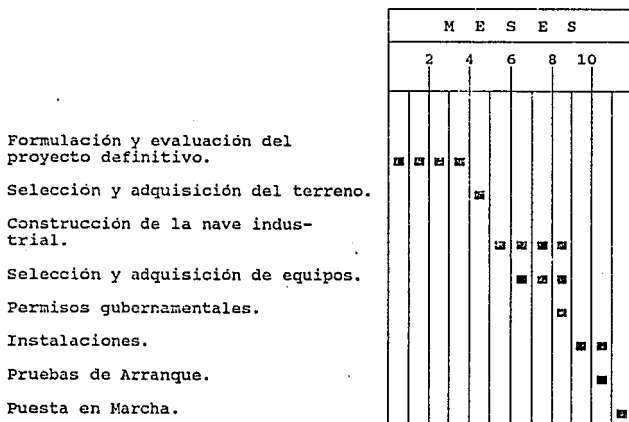 M E S E S
2 4 6 8 10
Formulación y evaluación del
proyecto definitivo.
Selección y adquisición del terreno.
Construcción de la nave indus-
trial.
Selección y adquisición de equipos.
Permisos gubernamentales.
Instalaciones.
Pruebas de Arranque.
Puesta en Marcha.